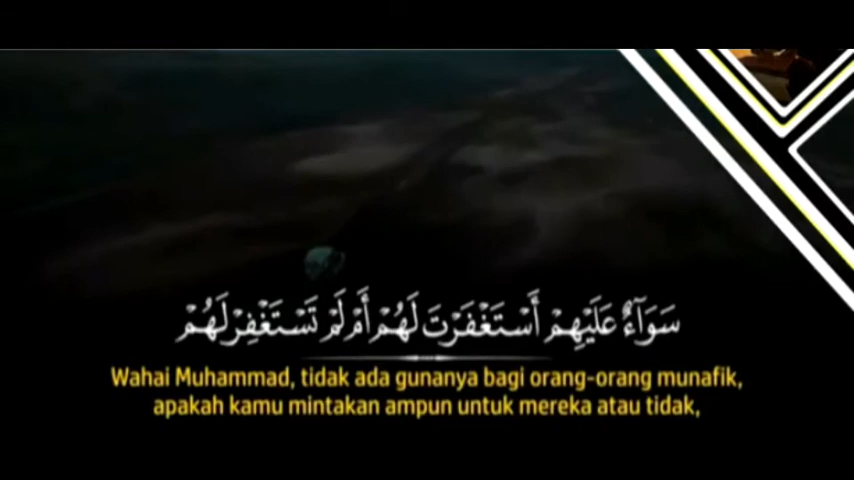 سَوَآءٌ عَلَيْهِمْ أَسْتَغْفَرْتَ لَهُمْ أَمْ لَمْ تَسْتَغْفِرْ لَهُمْ
Wahai Muhammad, tidak ada gunanya bagi orang-orang munafik,
apakah kamu mintakan ampun untuk mereka atau tidak,